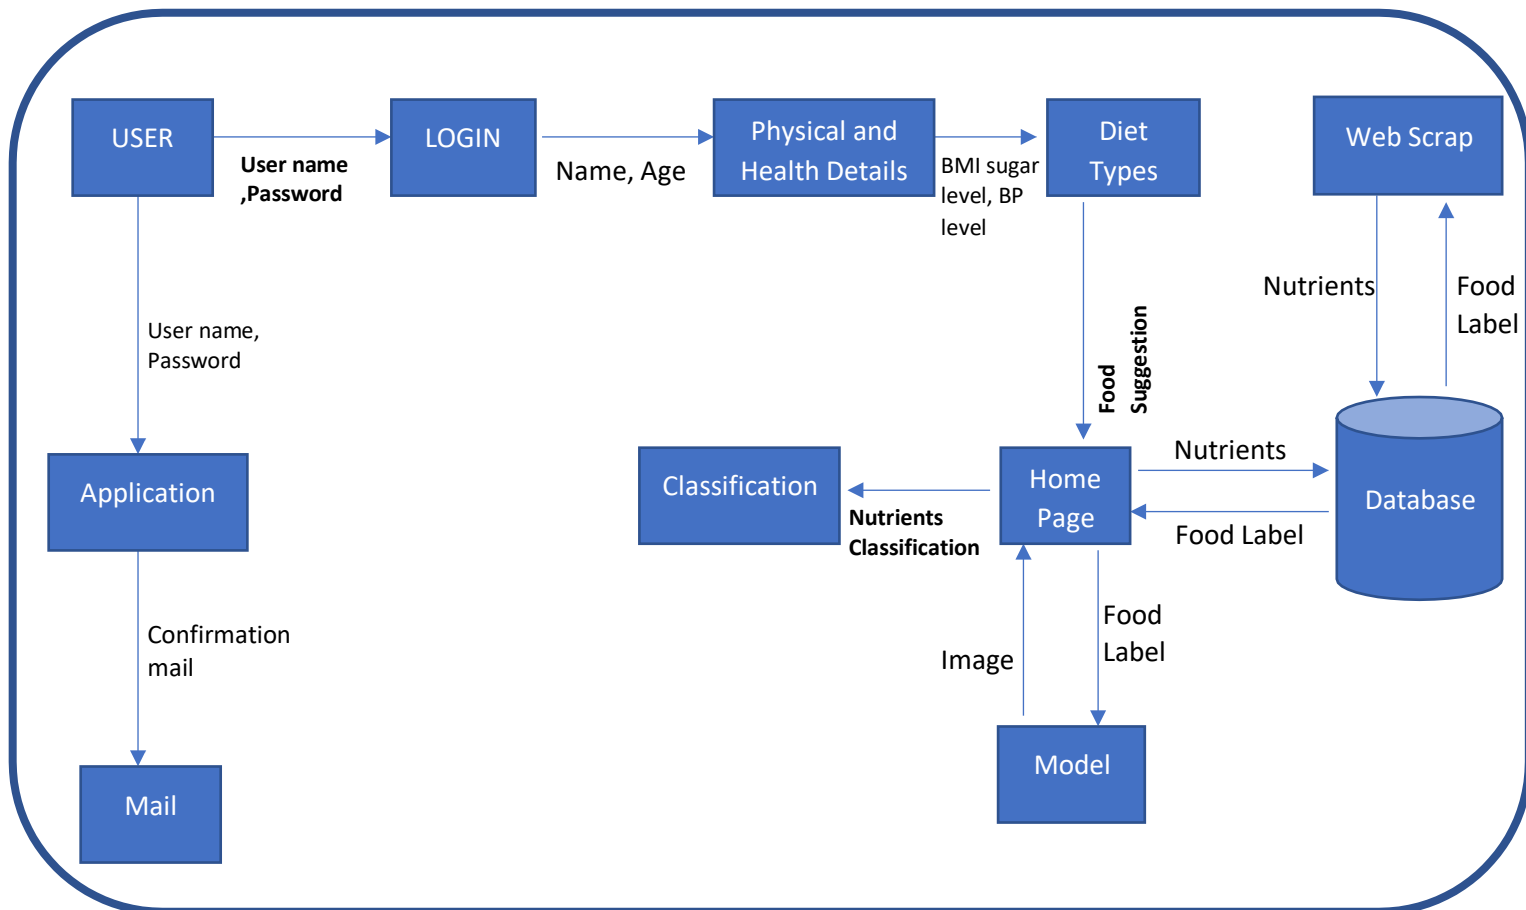 USER
User name
,Password
LOGIN
Name, Age
Physical and
Health Details
BMI sugar
level, BP
level
Diet
Types
Web Scrap
Nutrients
Food
Label
User name,
Password
Food
Suggestion
Application
Classification
Nutrients
Classification
Home
Page
Nutrients
Food Label
Database
Confirmation
mail
Image
Food
Label
Mail
Model